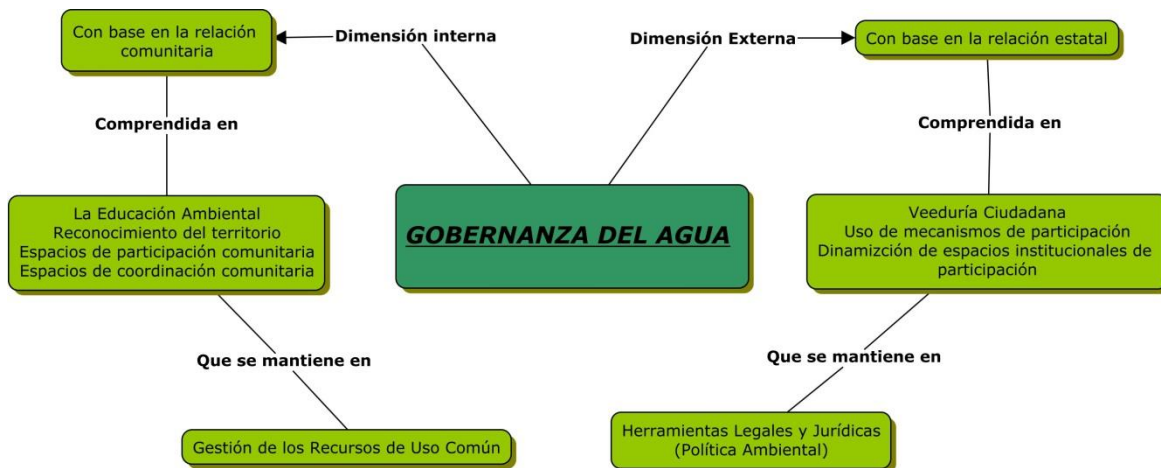 Con base en la relación
comunitaria
Dimensión interna
Dimensión Externa
Con base en la relación estatal
Comprendida en
Comprendida en
La Educación Ambiental
Reconocimiento del territorio
Espacios de participación comunitaria
Espacios de coordinación comunitaria
GOBERNANZA DEL AGUA
Veeduría Ciudadana
Uso de mecanismos de participación
Dinamizción de espacios institucionales de
participación
Que se mantiene en
Que se mantiene en
Gestión de los Recursos de Uso Común
Herramientas Legales y Jurídicas
(Política Ambiental)